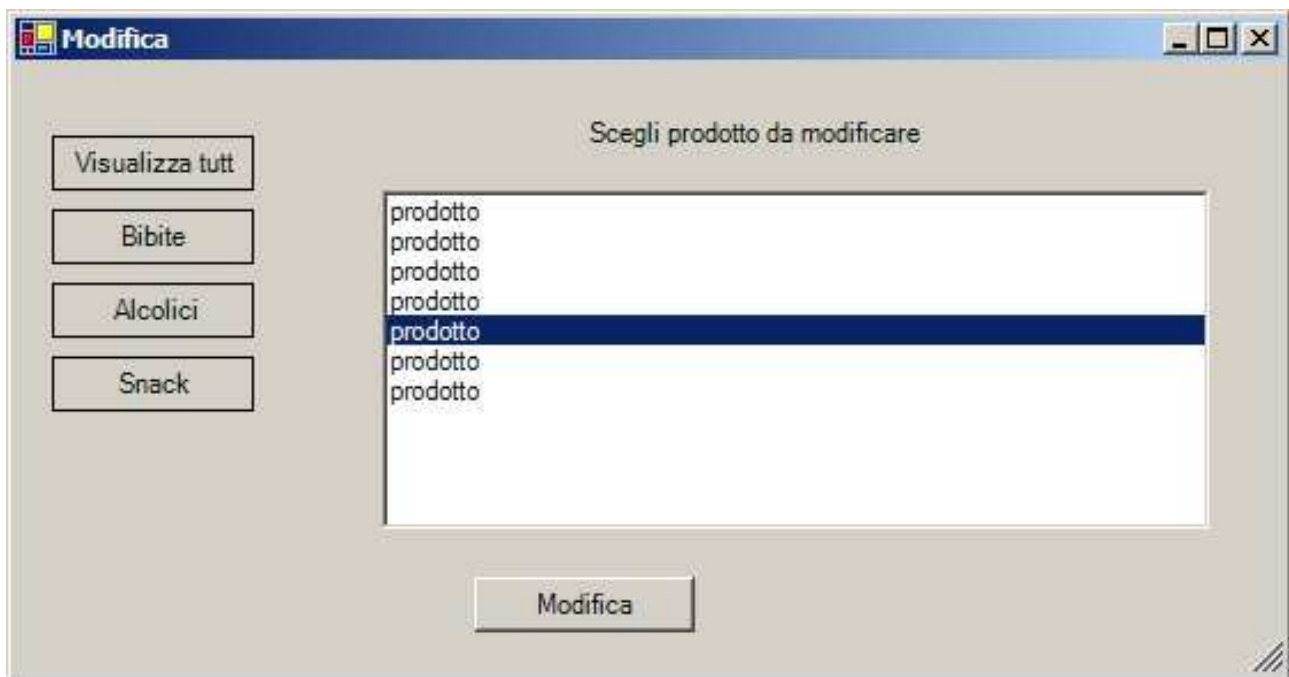 Modifica
Visualizza tutt
Bibite
Alcolici
Snack
Scegli prodotto da modificare
prodotto
prodotto
prodotto
prodotto
prodotto
prodotto
prodotto
Modifica